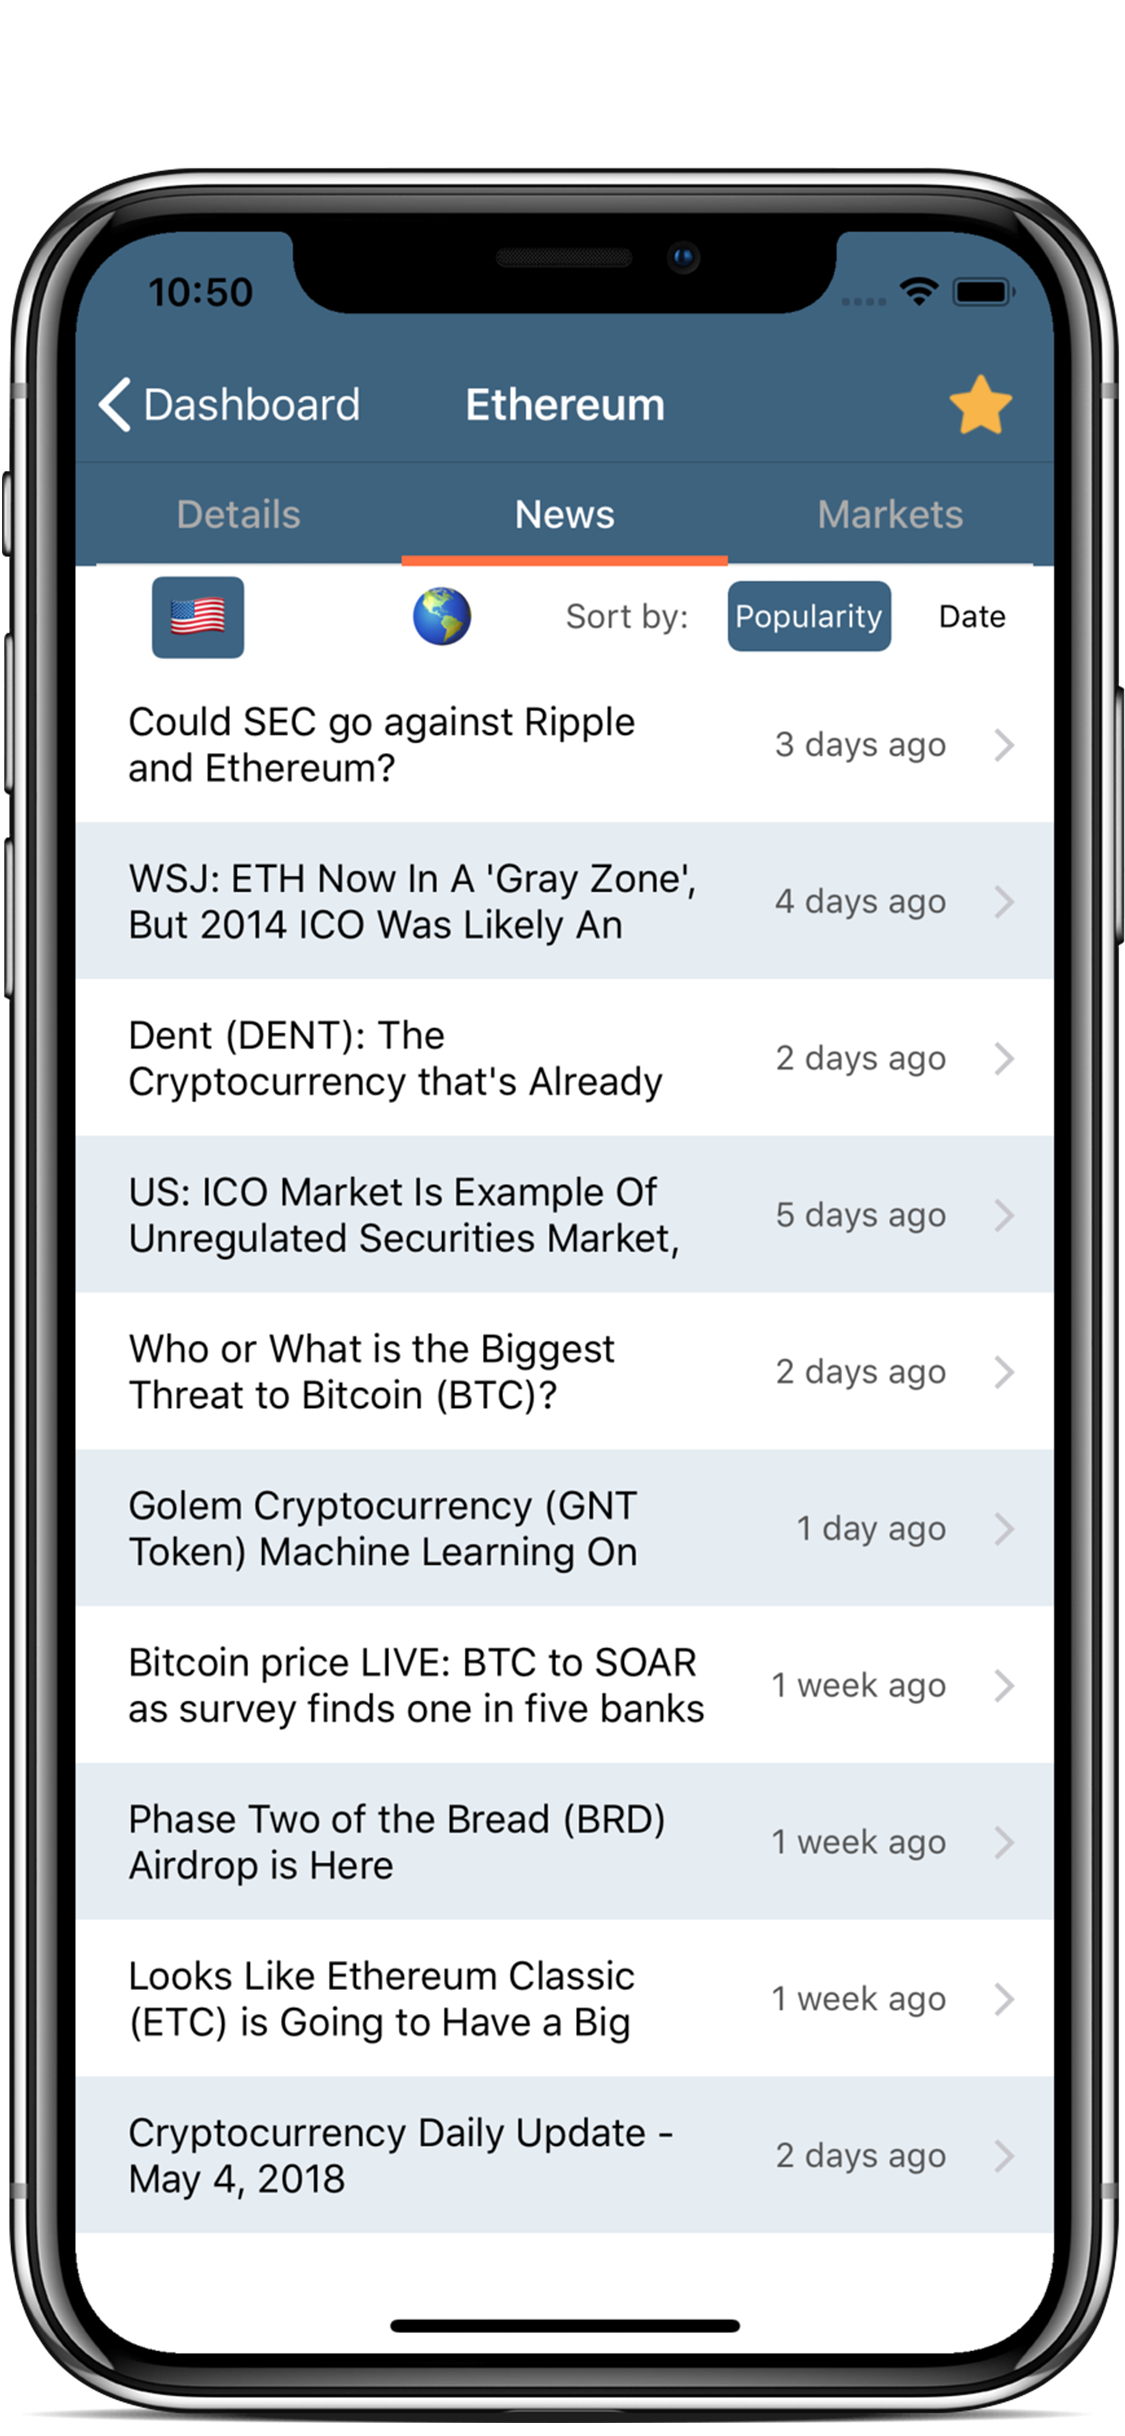 10:50
Dashboard
Ethereum
Details
News
Markets
Sort by:
Popularity
Date
Could SEC go against Ripple
and Ethereum?
3 days ago
WSJ: ETH Now In A 'Gray Zone',
But 2014 ICO Was Likely An
4 days ago
Dent (DENT): The
Cryptocurrency that's Already
2 days ago
US: ICO Market Is Example Of
Unregulated Securities Market,
5 days ago
Who or What is the Biggest
Threat to Bitcoin (BTC)?
2 days ago
Golem Cryptocurrency (GNT
Token) Machine Learning On
1 day ago
Bitcoin price LIVE: BTC to SOAR
as survey finds one in five banks
1 week ago
Phase Two of the Bread (BRD)
Airdrop is Here
1 week ago
Looks Like Ethereum Classic
(ETC) is Going to Have a Big
1 week ago
Cryptocurrency Daily Update -
May 4, 2018
2 days ago